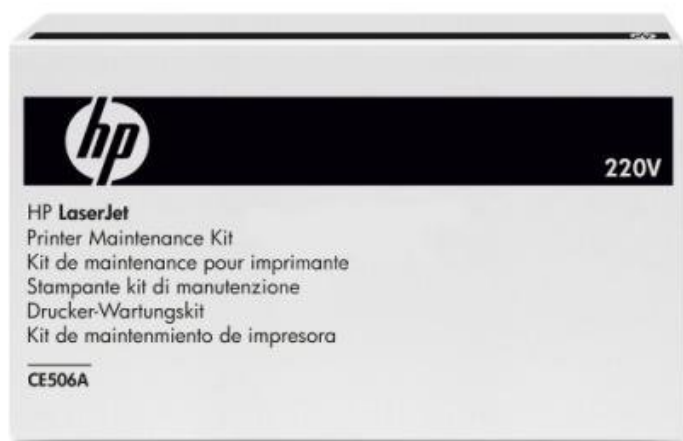 hp
220V
HP LaserJet
Printer Maintenance Kit
Kit de maintenance pour imprimante
Stampante kit di manutenzione
Drucker-Wartungskit
Kit de maintenmiento de impresora
CE506A